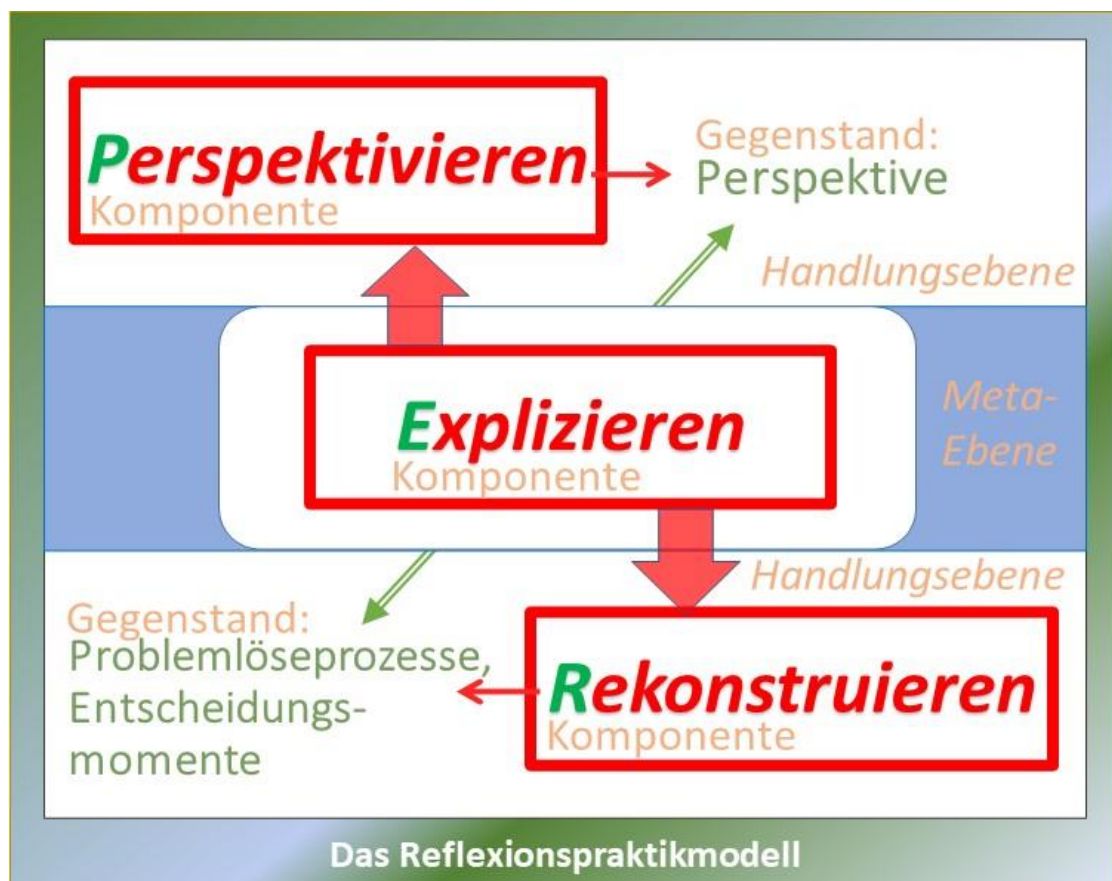 Perspektivieren
Komponente
Gegenstand:
Perspektive
Handlungsebene
Explizieren
Komponente
Meta-
Ebene
Handlungsebene
Gegenstand:
Problemlöseprozesse,
Entscheidungs-
momente
Rekonstruieren
Komponente
Das Reflexionspraktikmodell